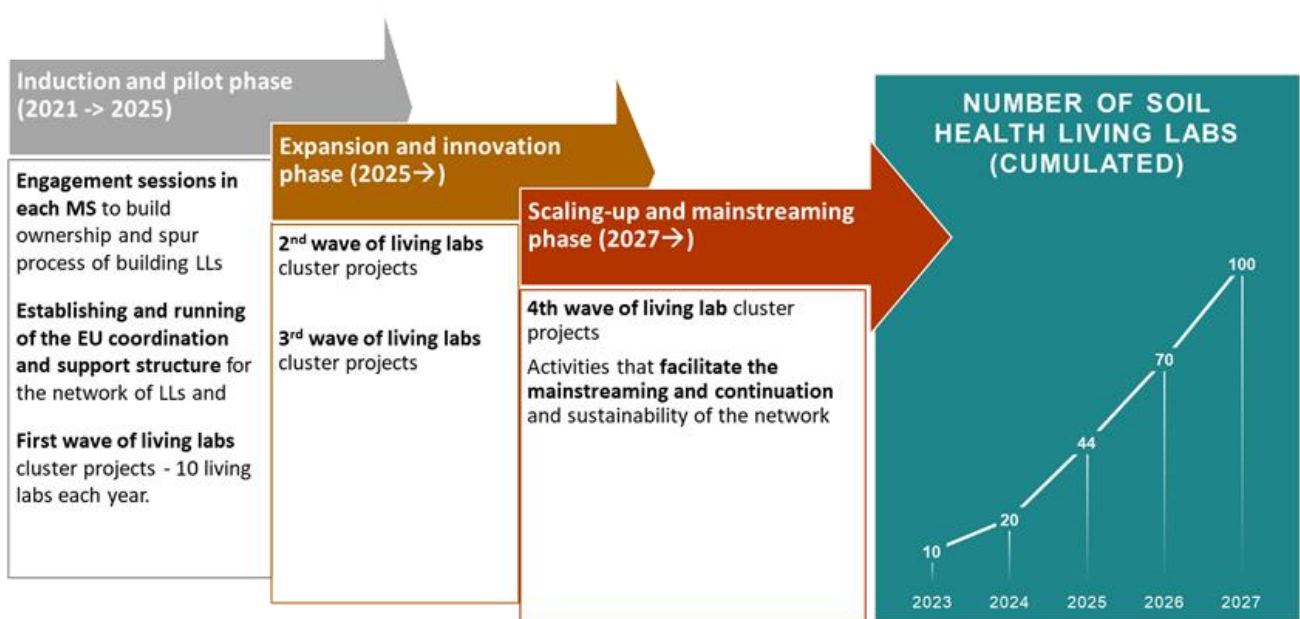 Induction and pilot phase
(2021 -> 2025)
Engagement sessions in
each MS to build
ownership and spur
process of building LLs
Establishing and running
of the EU coordination
and support structure for
the network of LLs and
First wave of living labs
cluster projects - 10 living
labs each year.
Expansion and innovation
phase (2025→)
2nd wave of living labs
cluster projects
3rd wave of living labs
cluster projects
Scaling-up and mainstreaming
phase (2027→)
4th wave of living lab cluster
projects
Activities that facilitate the
mainstreaming and continuation
and sustainability of the network
NUMBER OF SOIL
HEALTH LIVING LABS
(CUMULATED)
100
70
44
20
10
2023 2024 2025 2026 2027